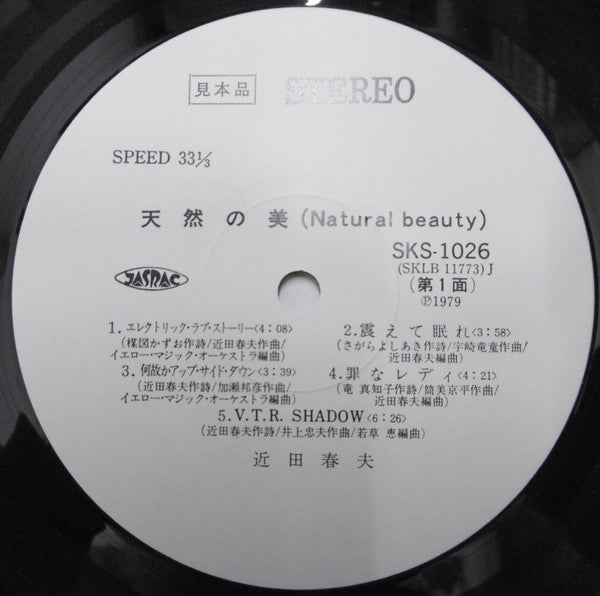 見本品 STEREO
SPEED 33⅓
天然の美 (Natural beauty)
SKS-1026
(SKLB 11773) J
(第1面)
℗1979
JASRAC
1. エレクトリック・ラブ・ストーリー<4:08>
(楳図かずお作詩/近田春夫作曲/
イエロー・マジック・オーケストラ編曲)
2. 震えて眠れ<3:58>
(さがらよしあき作詩/宇崎竜童作曲/
近田春夫編曲)
3. 何故かアップ・サイド・ダウン<3:39>
(近田春夫作詩/加瀬邦彦作曲/
イエロー・マジック・オーケストラ編曲)
4. 罪なレディ<4:21>
(竜 真知子作詩/筒美京平作曲/
近田春夫編曲)
5. V.T.R. SHADOW<6:26>
(近田春夫作詩/井上忠夫作曲/若草 恵編曲)
近田春夫